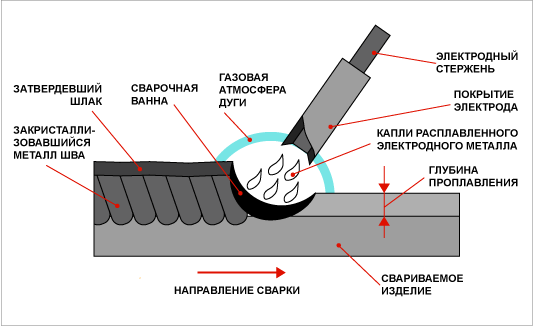 ЭЛЕКТРОДНЫЙ
СТЕРЖЕНЬ
ПОКРЫТИЕ
ЭЛЕКТРОДА
ГАЗОВАЯ
АТМОСФЕРА
ДУГИ
СВАРОЧНАЯ
ВАННА
ЗАТВЕРДЕВШИЙ
ШЛАК
ЗАКРИСТАЛЛИ-
ЗОВАВШИЙСЯ
МЕТАЛЛ ШВА
КАПЛИ РАСПЛАВЛЕННОГО
ЭЛЕКТРОДНОГО МЕТАЛЛА
ГЛУБИНА
ПРОПЛАВЛЕНИЯ
НАПРАВЛЕНИЕ СВАРКИ
СВАРИВАЕМОЕ
ИЗДЕЛИЕ